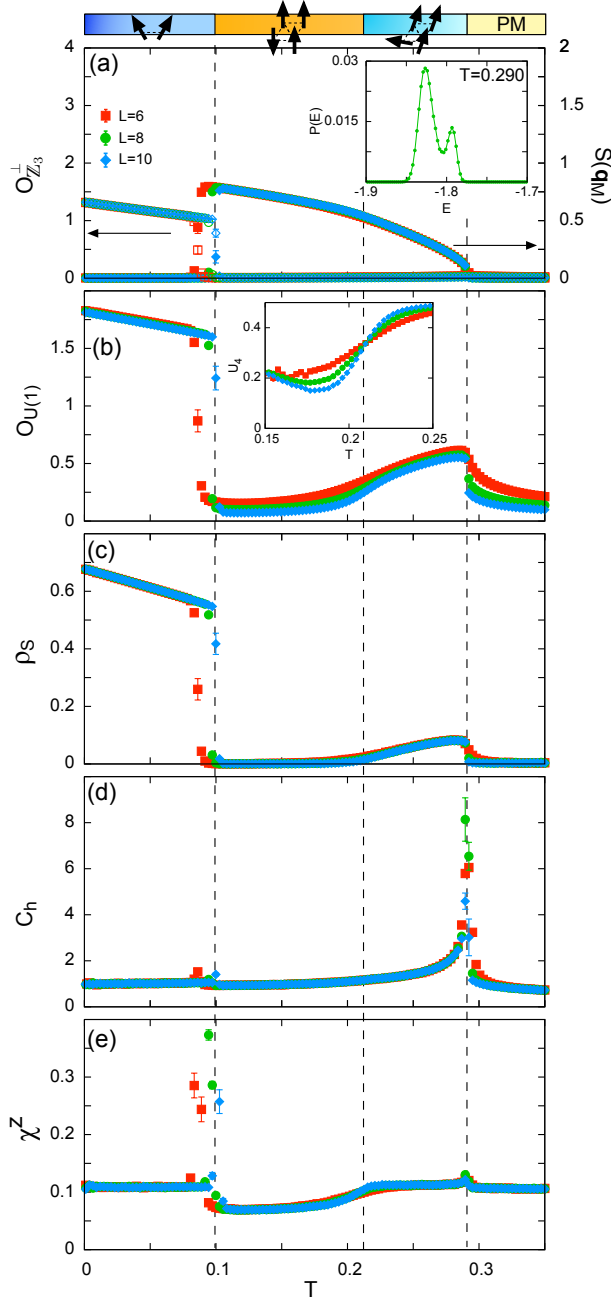 PM
(a)
4
3
2
1
0
O⊥Z3
L=6
L=8
L=10
T=0.290
0.03
0.015
P(E)
-1.9
-1.8
-1.7
E
2
1.5
1
0.5
0
S(qM)
(b)
1.5
1
0.5
0
OU(1)
0.4
0.2
0
U4
0.15
0.20
0.25
T
(c)
0.6
0.4
0.2
0
ρS
(d)
8
6
4
2
0
Ch
(e)
0.3
0.2
0.1
0
χZ
0
0.1
0.2
0.3
T